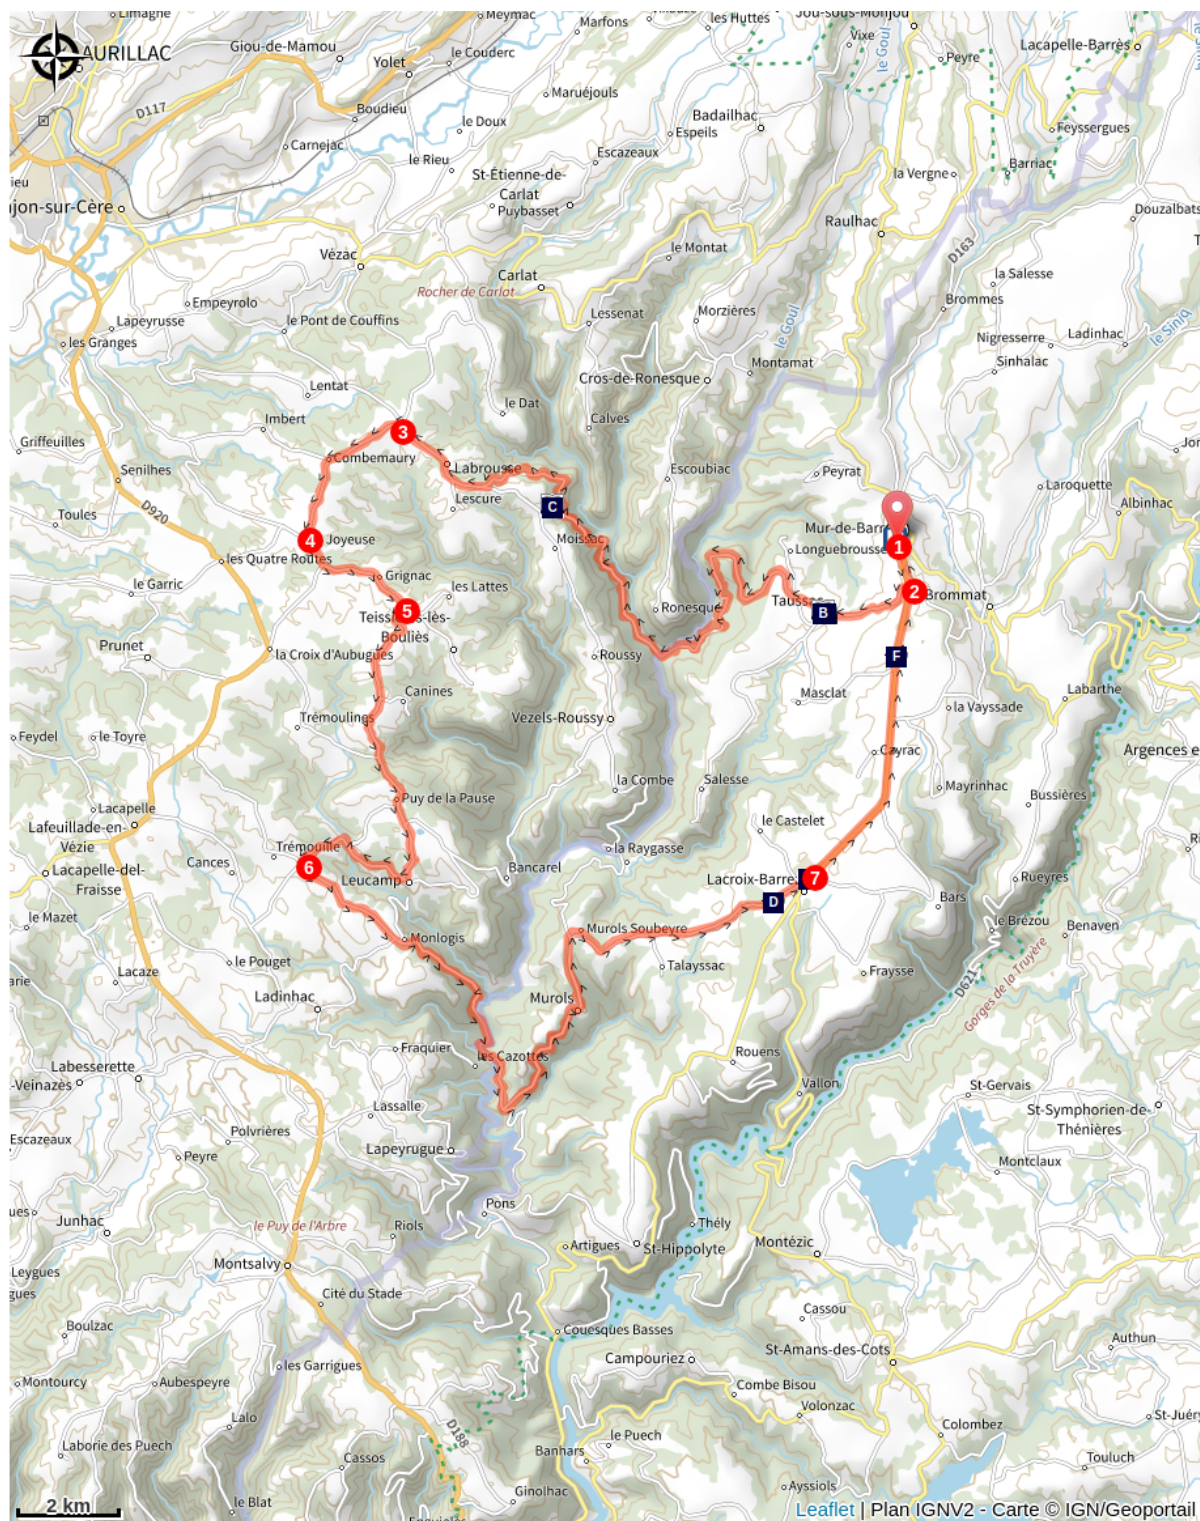 Limagne
Meymac
Marfons
les Huttes
Jou-sous-Monjou
AURILLAC
Giou-de-Mamou
le Couderc
Vixe
le Goul
Lacapelle-Barrès
Yolet
Peyre
Maruéjouls
D117
Boudieu
Badailhac
le Doux
Espeils
Feyssergues
Carnejac
le Rieu
Escazeaux
Barriac
St-Étienne-de-
Carlat
la Vergne
Puybasset
jon-sur-Cère
Raulhac
Douzalbats
Vézac
le Montat
D163
Carlat
Rocher de Carlat
la Salesse
Empeyrolo
Brommes
Lapeyrusse
le Pont de Couffins
Lessenat
Morzières
le Goul
les Granges
Nigresserre
Ladinhac
le Siniq
Sinhalac
Montamat
Lentat
Cros-de-Ronesque
le Dat
Imbert
Calves
3
Griffeuilles
Combemaury
Labrousse
Escoubiac
Peyrat
Senilhes
Laroquette
Lescure
Albinhac
D920
C
Toules
Mur-de-Barr
4
Joyeuse
Moissac
Longuebrousse
1
les Quatre Routes
Grignac
le Garric
les Lattes
2
Brommat
5
Ronesque
Taussac
B
Teissières-lès-
Bouliès
Prunet
la Croix d'Aubugues
Roussy
F
Canines
Masclat
Labarthe
Trémoulines
Vezels-Roussy
la Vayssade
Feydel
le Toyre
Cayrac
Argences e
la Combe
Salesse
Mayrinhac
Puy de la Pause
Bussières
Lacapelle
Lafeuillade-en-
Vézie
le Castelet
Trémouille
la Raygasse
Cances
6
Bancarel
Lacapelle-del-
Fraisse
Leucamp
Lacroix-Barre
7
Rueyres
Bars
D
le Mazet
Murols Soubeyre
le Brézou
Benaven
Monlogis
le Pouget
Talayssac
Lacaze
Fraysse
D621
Gorges de la Truyère
Ladinhac
Murols
Fraquier
les Cazottes
Rouens
Labesserette
-Veinazès
Vallon
St-Gervais
Lassalle
St-Symphorien-de-
Thénières
Escazeaux
Polvrières
Lapeyrugue
Peyre
Montclaux
Pons
Junhac
le Puy de l'Arbre
Riols
Thély
Artigues
St-Hippolyte
Montézic
Leygues
Montsalvy
Cité du Stade
Cassou
Boulzac
Couesques Basses
Authun
St-Amans-des-Cots
les Garrigues
Campouriez
Montourcy
Aubespeyre
Combe Bisou
Volonzac
Lalo
Colombez
D188
le Puech
Laborie des Puech
Banhars
Cassos
Touluch
Ginolhac
Ayssiols
le Blat
2 km
Leaflet | Plan IGNV2 - Carte © IGN/Geoportail